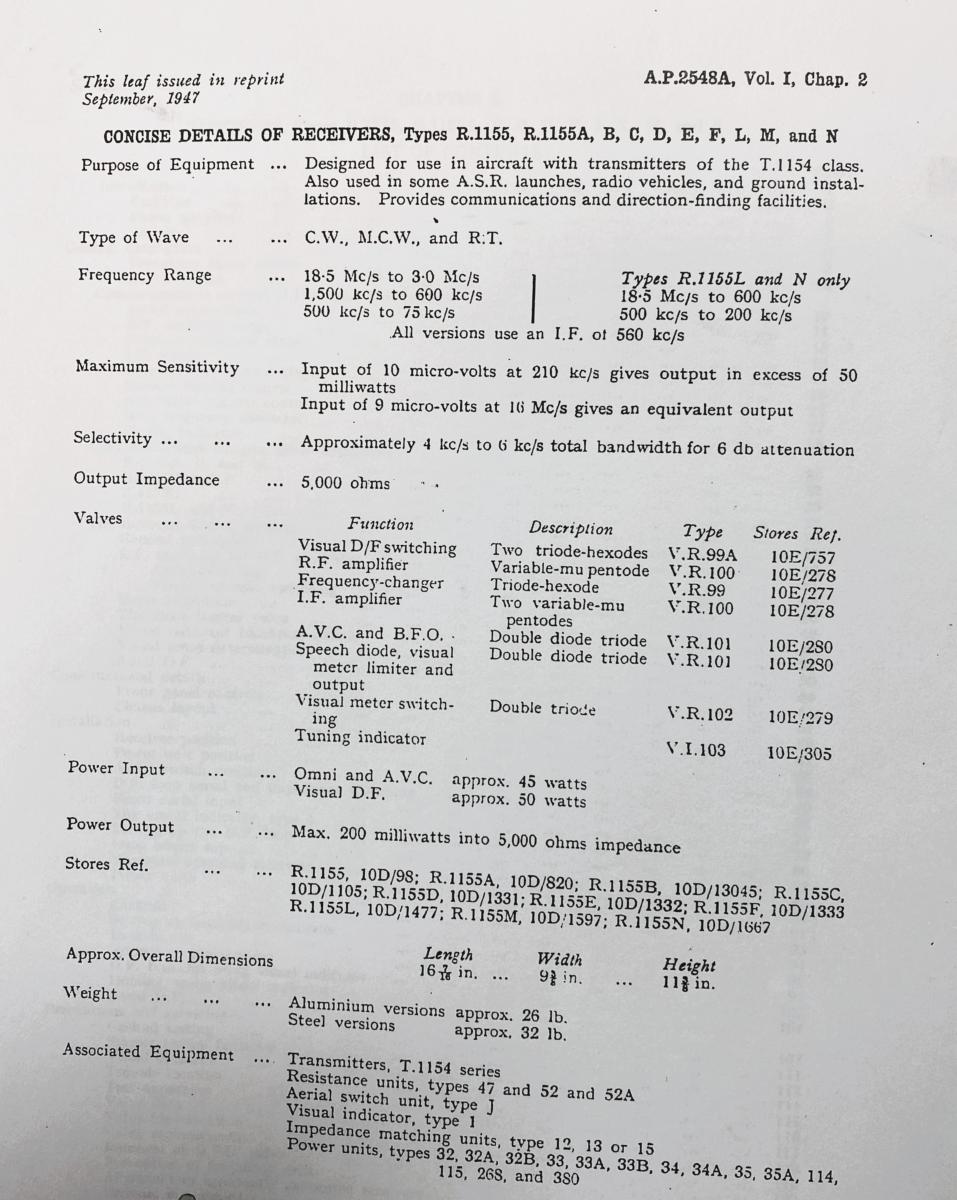 This leaf issued in reprint
September, 1947
A.P.2548A, Vol. I, Chap. 2
CONCISE DETAILS OF RECEIVERS, Types R.1155, R.1155A, B, C, D, E, F, L, M, and N
Purpose of Equipment ... Designed for use in aircraft with transmitters of the T.1154 class.
Also used in some A.S.R. launches, radio vehicles, and ground instal-
lations. Provides communications and direction-finding facilities.
Type of Wave ... ... C.W., M.C.W., and R.T.
Frequency Range ... 18·5 Mc/s to 3·0 Mc/s Types R.1155L and N only
1,500 kc/s to 600 kc/s 18·5 Mc/s to 600 kc/s
500 kc/s to 75 kc/s 500 kc/s to 200 kc/s
All versions use an I.F. of 560 kc/s
Maximum Sensitivity ... Input of 10 micro-volts at 210 kc/s gives output in excess of 50
milliwatts
Input of 9 micro-volts at 16 Mc/s gives an equivalent output
Selectivity ... ... ... Approximately 4 kc/s to 6 kc/s total bandwidth for 6 db attenuation
Output Impedance ... 5,000 ohms
Valves ... ... ... Function Description Type Stores Ref.
Visual D/F switching Two triode-hexodes V.R.99A 10E/757
R.F. amplifier Variable-mu pentode V.R.100 10E/278
Frequency-changer Triode-hexode V.R.99 10E/277
I.F. amplifier Two variable-mu V.R.100 10E/278
pentodes
A.V.C. and B.F.O. Double diode triode V.R.101 10E/280
Speech diode, visual Double diode triode V.R.101 10E/280
meter limiter and
output
Visual meter switch- Double triode V.R.102 10E/279
ing
Tuning indicator V.I.103 10E/305
Power Input ... ... Omni and A.V.C. approx. 45 watts
Visual D.F. approx. 50 watts
Power Output ... ... Max. 200 milliwatts into 5,000 ohms impedance
Stores Ref. ... ... R.1155, 10D/98; R.1155A, 10D/820; R.1155B, 10D/13045; R.1155C,
10D/1105; R.1155D, 10D/1331; R.1155E, 10D/1332; R.1155F, 10D/1333
R.1155L, 10D/1477; R.1155M, 10D/1597; R.1155N, 10D/1667
Approx. Overall Dimensions Length Width Height
16 7/16 in. ... 9 in. ... 11 in.
Weight ... ... ... Aluminium versions approx. 26 lb.
Steel versions approx. 32 lb.
Associated Equipment .... Transmitters, T.1154 series
Resistance units, types 47 and 52 and 52A
Aerial switch unit, type J
Visual indicator, type 1
Impedance matching units, type 12, 13 or 15
Power units, types 32, 32A, 32B, 33, 33A, 33B, 34, 34A, 35, 35A, 114,
115, 268, and 380